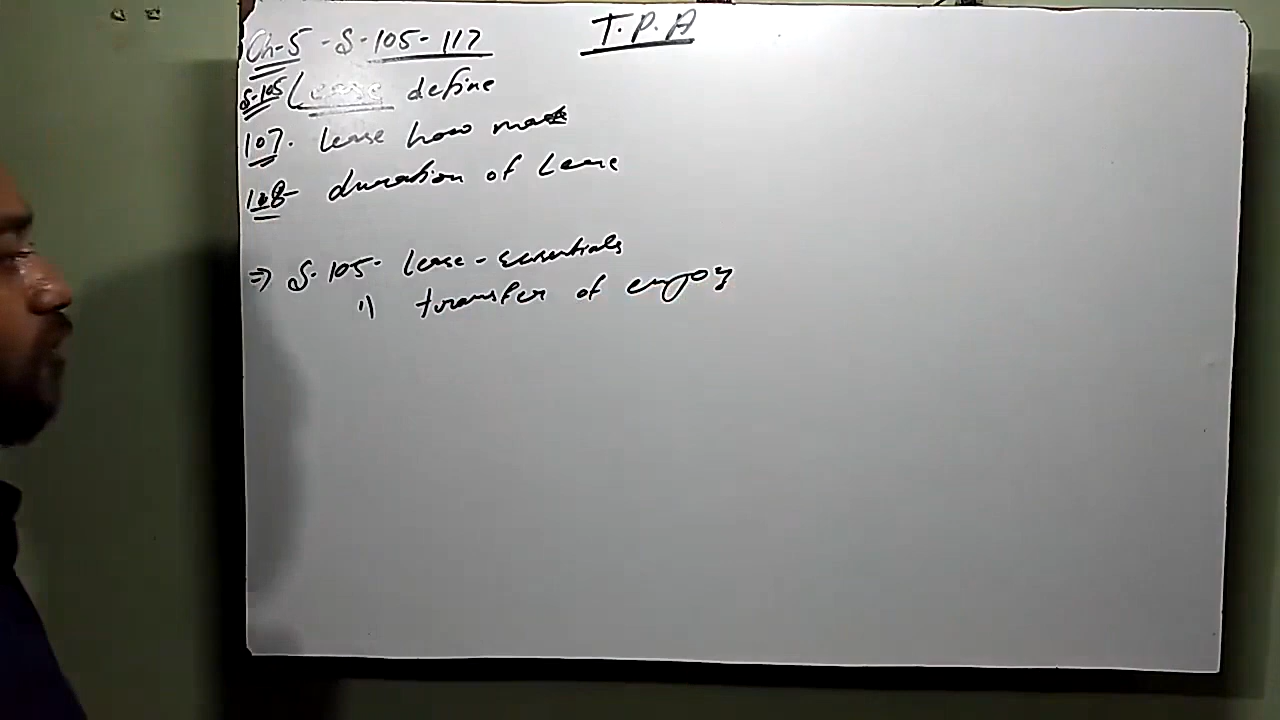 T.P.A
Ch-5 - S-105-117
S-105 Lease define
107. Lease how made
108- duration of Lease
⇒ S-105- Lease - essentials
1) transfer of enjoy